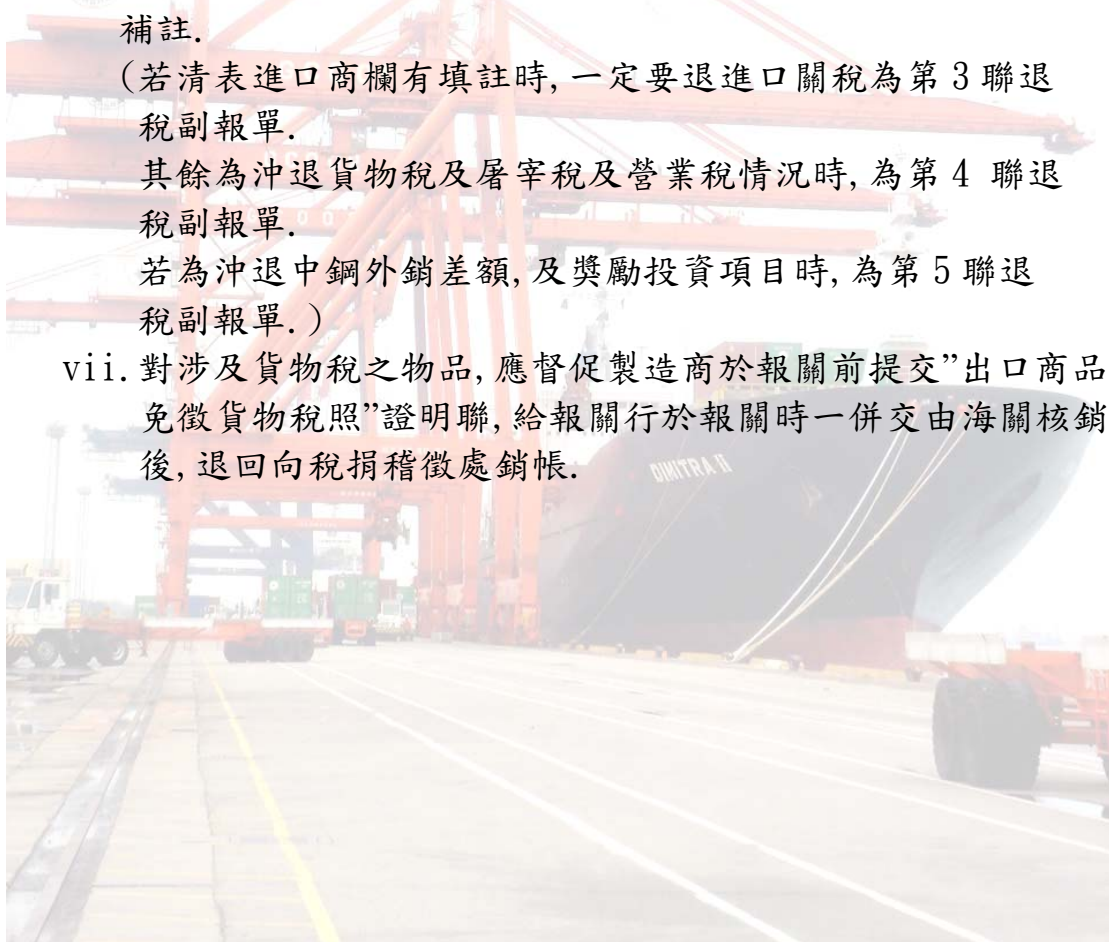 補註.
(若清表進口商欄有填註時,一定要退進口關稅為第3聯退
稅副報單.
其餘為沖退貨物稅及屠宰稅及營業稅情況時,為第4 聯退
稅副報單.
若為沖退中鋼外銷差額,及獎勵投資項目時,為第5聯退
稅副報單.)
vii. 對涉及貨物稅之物品,應督促製造商於報關前提交”出口商品
免徵貨物稅照”證明聯,給報關行於報關時一併交由海關核銷
後,退回向稅捐稽徵處銷帳.
DIMITRA II